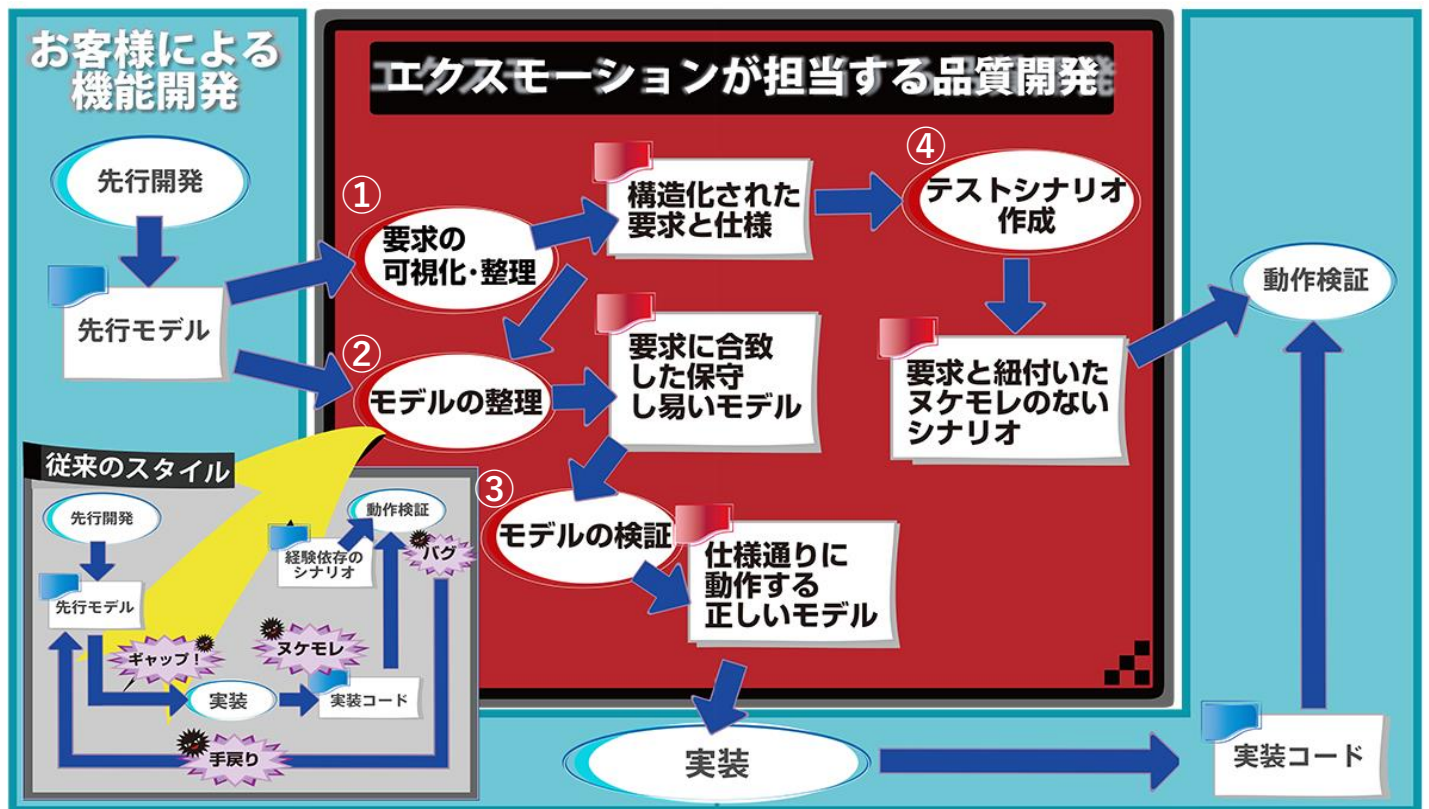 お客様による
機能開発
エクスモーションが担当する品質開発
先行開発
先行モデル
①
要求の
可視化・整理
構造化された
要求と仕様
④
テストシナリオ
作成
②
モデルの整理
要求に合致
した保守
し易いモデル
要求と紐付いた
ヌケモレのない
シナリオ
動作検証
③
モデルの検証
仕様通りに
動作する
正しいモデル
実装
実装コード
従来のスタイル
先行開発
先行モデル
ギャップ!
実装
実装コード
ヌケモレ
経験依存の
シナリオ
動作検証
バグ
手戻り